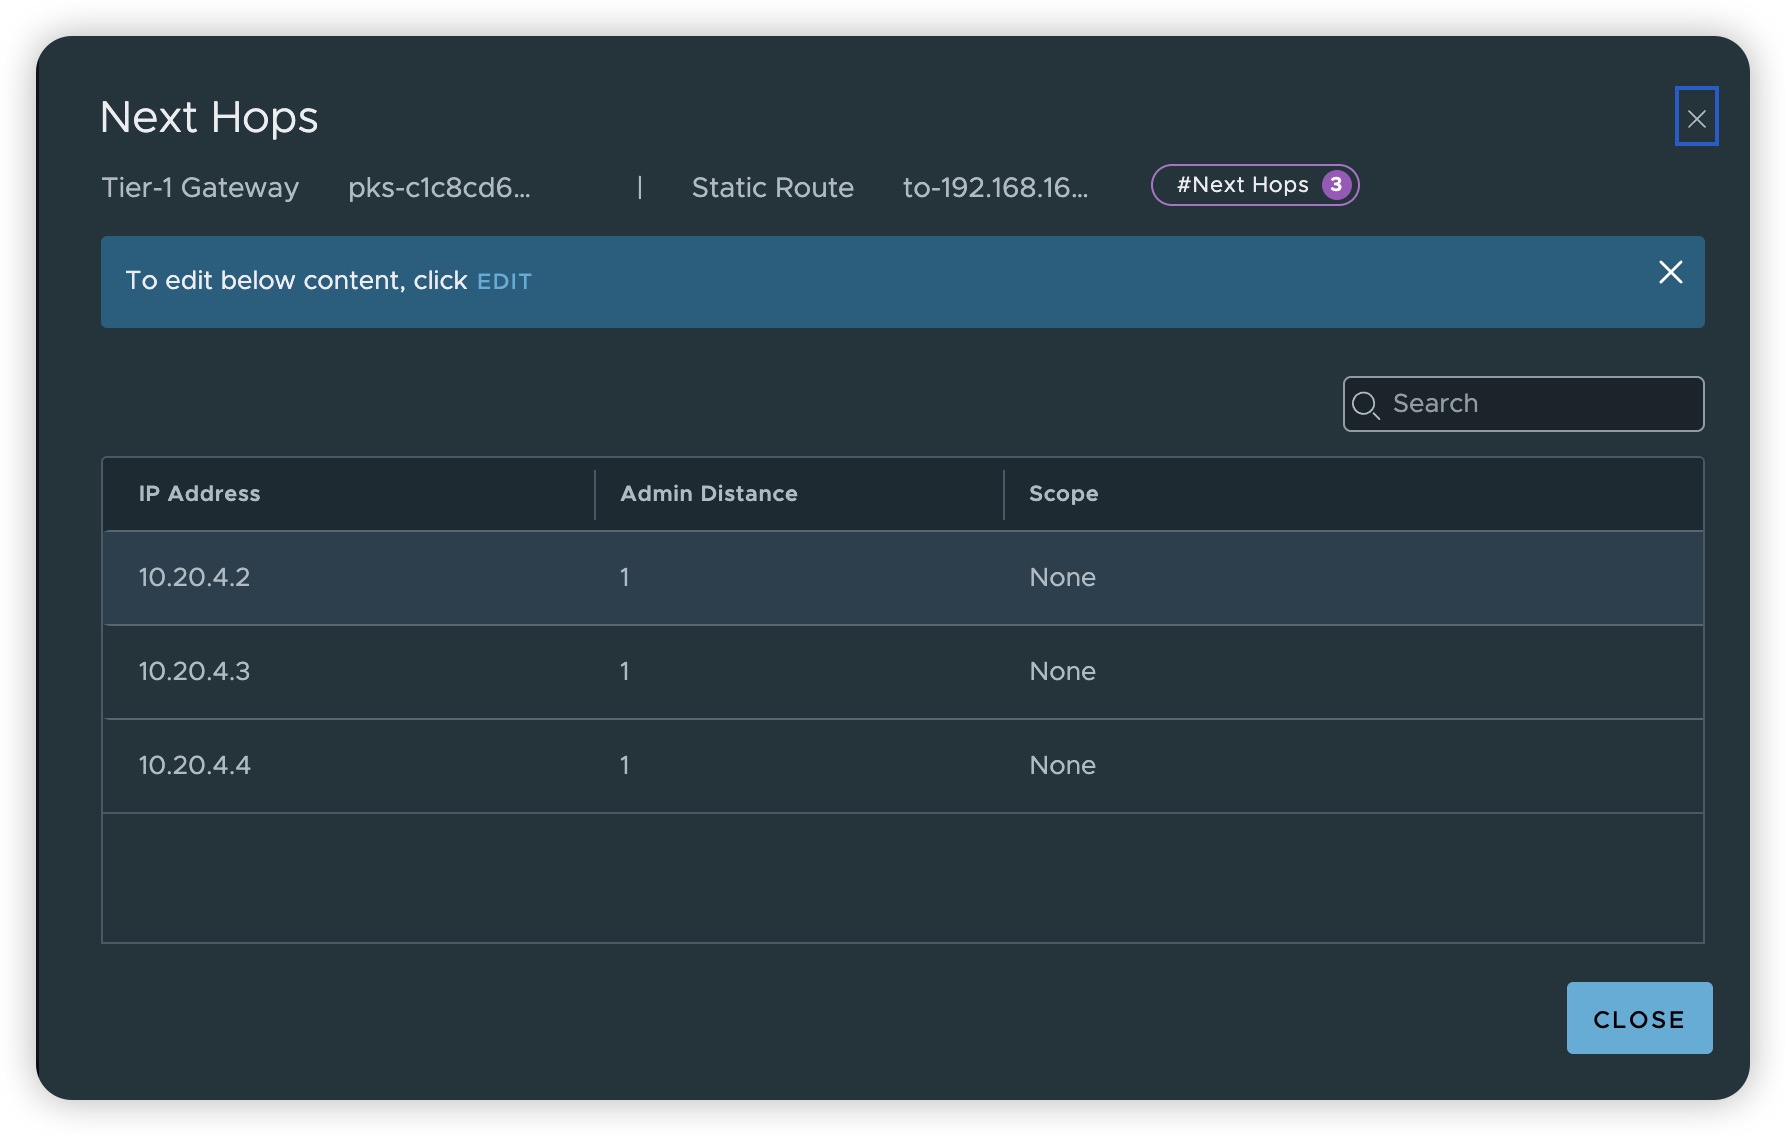 Next Hops
Tier-1 Gateway pks-c1c8cd6... | Static Route to-192.168.16... #Next Hops 3
To edit below content, click EDIT
Search
IP Address Admin Distance Scope
10.20.4.2 1 None
10.20.4.3 1 None
10.20.4.4 1 None
CLOSE